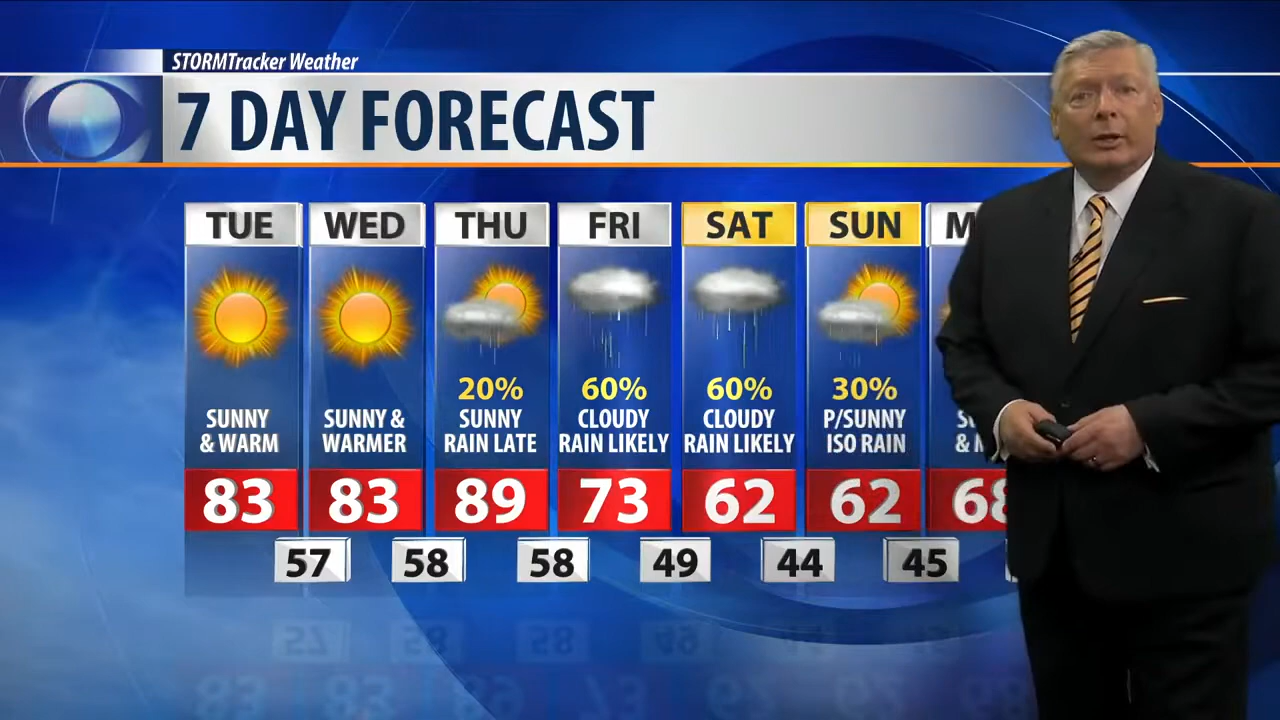 STORMTracker Weather
7 DAY FORECAST
TUE WED THU FRI SAT SUN
20% 60% 60% 30%
SUNNY SUNNY & SUNNY CLOUDY CLOUDY P/SUNNY
& WARM WARMER RAIN LATE RAIN LIKELY RAIN LIKELY ISO RAIN
83 83 89 73 62 62 68
57 58 58 49 44 45